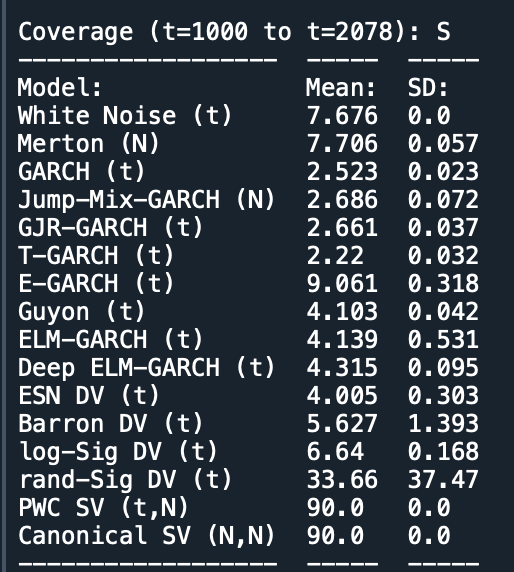 Coverage (t=1000 to t=2078): S
------------------ ----- -----
Model: Mean: SD:
White Noise (t) 7.676 0.0
Merton (N) 7.706 0.057
GARCH (t) 2.523 0.023
Jump-Mix-GARCH (N) 2.686 0.072
GJR-GARCH (t) 2.661 0.037
T-GARCH (t) 2.22 0.032
E-GARCH (t) 9.061 0.318
Guyon (t) 4.103 0.042
ELM-GARCH (t) 4.139 0.531
Deep ELM-GARCH (t) 4.315 0.095
ESN DV (t) 4.005 0.303
Barron DV (t) 5.627 1.393
log-Sig DV (t) 6.64 0.168
rand-Sig DV (t) 33.66 37.47
PWC SV (t,N) 90.0 0.0
Canonical SV (N,N) 90.0 0.0
------------------ ----- -----